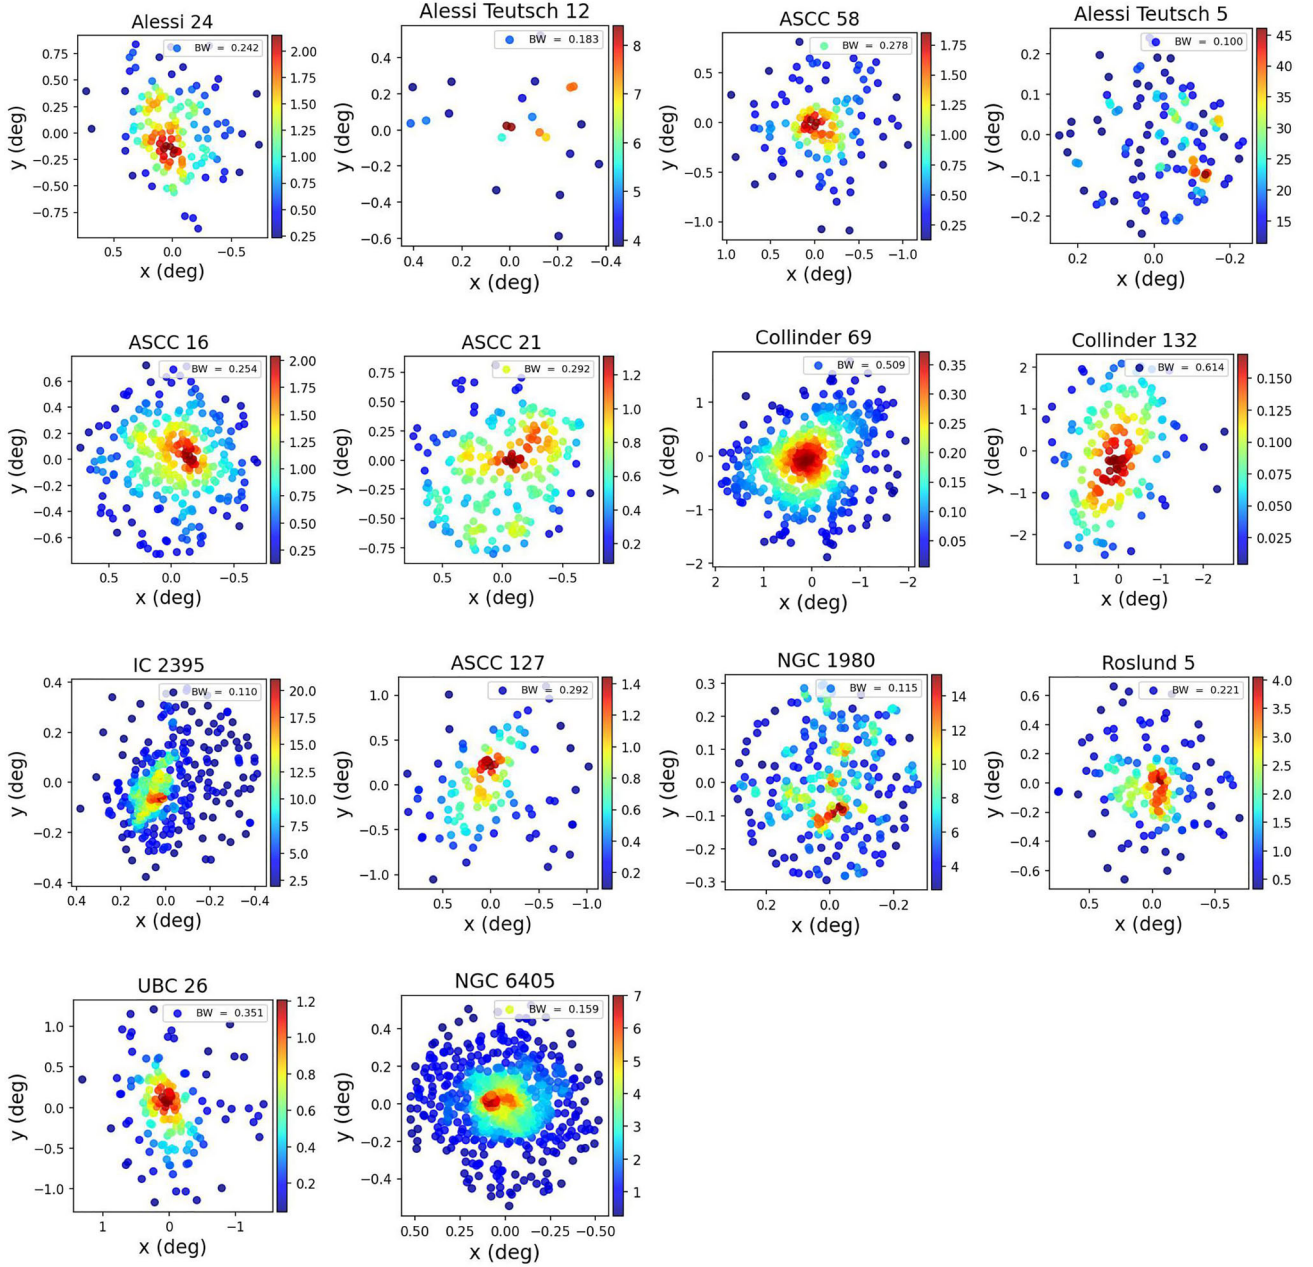 Alessi 24
BW = 0.242
y (deg)
0.75
0.50
0.25
0.00
−0.25
−0.50
−0.75
0.5 0.0 −0.5
x (deg)
2.00
1.75
1.50
1.25
1.00
0.75
0.50
0.25
Alessi Teutsch 12
BW = 0.183
y (deg)
0.4
0.2
0.0
−0.2
−0.4
−0.6
0.4 0.2 0.0 −0.2 −0.4
x (deg)
8
7
6
5
4
ASCC 58
BW = 0.278
y (deg)
0.5
0.0
−0.5
−1.0
1.0 0.5 0.0 −0.5 −1.0
x (deg)
1.75
1.50
1.25
1.00
0.75
0.50
0.25
Alessi Teutsch 5
BW = 0.100
y (deg)
0.2
0.1
0.0
−0.1
−0.2
0.2 0.0 −0.2
x (deg)
45
40
35
30
25
20
15
ASCC 16
BW = 0.254
y (deg)
0.6
0.4
0.2
0.0
−0.2
−0.4
−0.6
0.5 0.0 −0.5
x (deg)
2.00
1.75
1.50
1.25
1.00
0.75
0.50
0.25
ASCC 21
BW = 0.292
y (deg)
0.75
0.50
0.25
0.00
−0.25
−0.50
−0.75
0.5 0.0 −0.5
x (deg)
1.2
1.0
0.8
0.6
0.4
0.2
Collinder 69
BW = 0.509
y (deg)
1
0
−1
−2
2 1 0 −1 −2
x (deg)
0.35
0.30
0.25
0.20
0.15
0.10
0.05
Collinder 132
BW = 0.614
y (deg)
2
1
0
−1
−2
1 0 −1 −2
x (deg)
0.150
0.125
0.100
0.075
0.050
0.025
IC 2395
BW = 0.110
y (deg)
0.4
0.2
0.0
−0.2
−0.4
0.4 0.2 0.0 −0.2 −0.4
x (deg)
20.0
17.5
15.0
12.5
10.0
7.5
5.0
2.5
ASCC 127
BW = 0.292
y (deg)
1.0
0.5
0.0
−0.5
−1.0
0.5 0.0 −0.5 −1.0
x (deg)
1.4
1.2
1.0
0.8
0.6
0.4
0.2
NGC 1980
BW = 0.115
y (deg)
0.3
0.2
0.1
0.0
−0.1
−0.2
−0.3
0.2 0.0 −0.2
x (deg)
14
12
10
8
6
4
Roslund 5
BW = 0.221
y (deg)
0.6
0.4
0.2
0.0
−0.2
−0.4
−0.6
0.5 0.0 −0.5
x (deg)
4.0
3.5
3.0
2.5
2.0
1.5
1.0
0.5
UBC 26
BW = 0.351
y (deg)
1.0
0.5
0.0
−0.5
−1.0
1 0 −1
x (deg)
1.2
1.0
0.8
0.6
0.4
0.2
NGC 6405
BW = 0.159
y (deg)
0.4
0.2
0.0
−0.2
−0.4
0.50 0.25 0.00 −0.25 −0.50
x (deg)
7
6
5
4
3
2
1